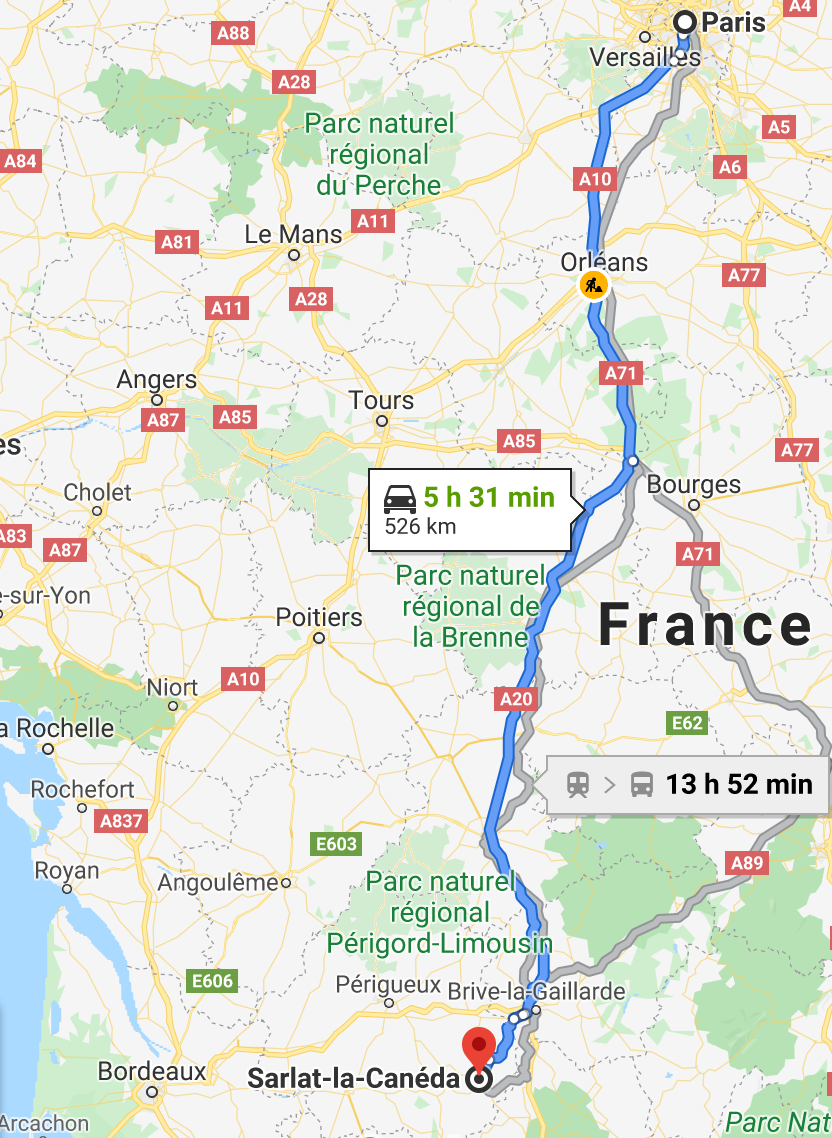 A4
Paris
A88
Versailles
A28
Parc naturel
régional
du Perche
A5
A84
A6
A10
A11
Le Mans
A81
Orléans
A77
A28
A11
A71
Angers
Tours
A87
A85
A85
es
A77
5 h 31 min
526 km
Bourges
Cholet
A83
A87
A71
Parc naturel
régional de
la Brenne
e-sur-Yon
Poitiers
France
A10
Niort
A20
a Rochelle
E62
13 h 52 min
Rochefort
A837
E603
A89
Royan
Angoulême
Parc naturel
régional
Périgord-Limousin
E606
Périgueux
Brive-la-Gaillarde
Bordeaux
Sarlat-la-Canéda
Arcachon
Parc Nat